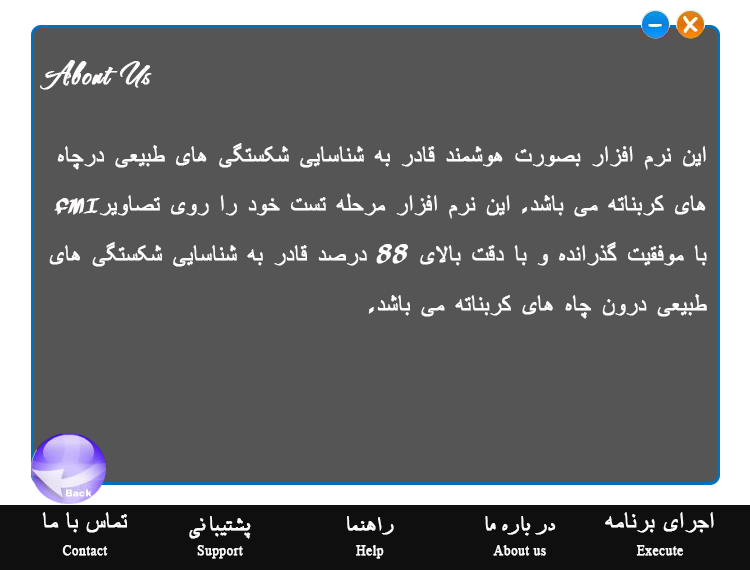 About Us
این نرم افزار بصورت هوشمند قادر به شناسایی شکستگی های طبیعی درچاه
های کربناته می باشد. این نرم افزار مرحله تست خود را روی تصاویرFMI
با موفقیت گذرانده و با دقت بالای 88 درصد قادر به شناسایی شکستگی های
طبیعی درون چاه های کربناته می باشد.
Back
اجرای برنامه در باره ما راهنما پشتیبانی تماس با ما
Contact Support Help About us Execute